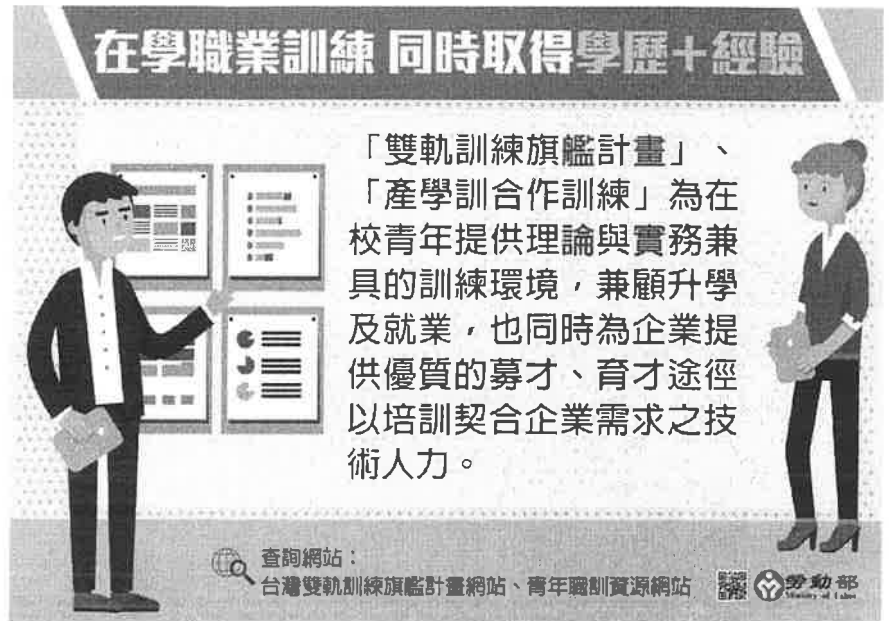 在學職業訓練 同時取得學歷＋經驗
「雙軌訓練旗艦計畫」、
「產學訓合作訓練」為在
校青年提供理論與實務兼
具的訓練環境，兼顧升學
及就業，也同時為企業提
供優質的募才、育才途徑
以培訓契合企業需求之技
術人力。
查詢網站：
台灣雙軌訓練旗艦計畫網站、青年職訓資源網站
勞動部
Ministry of Labor